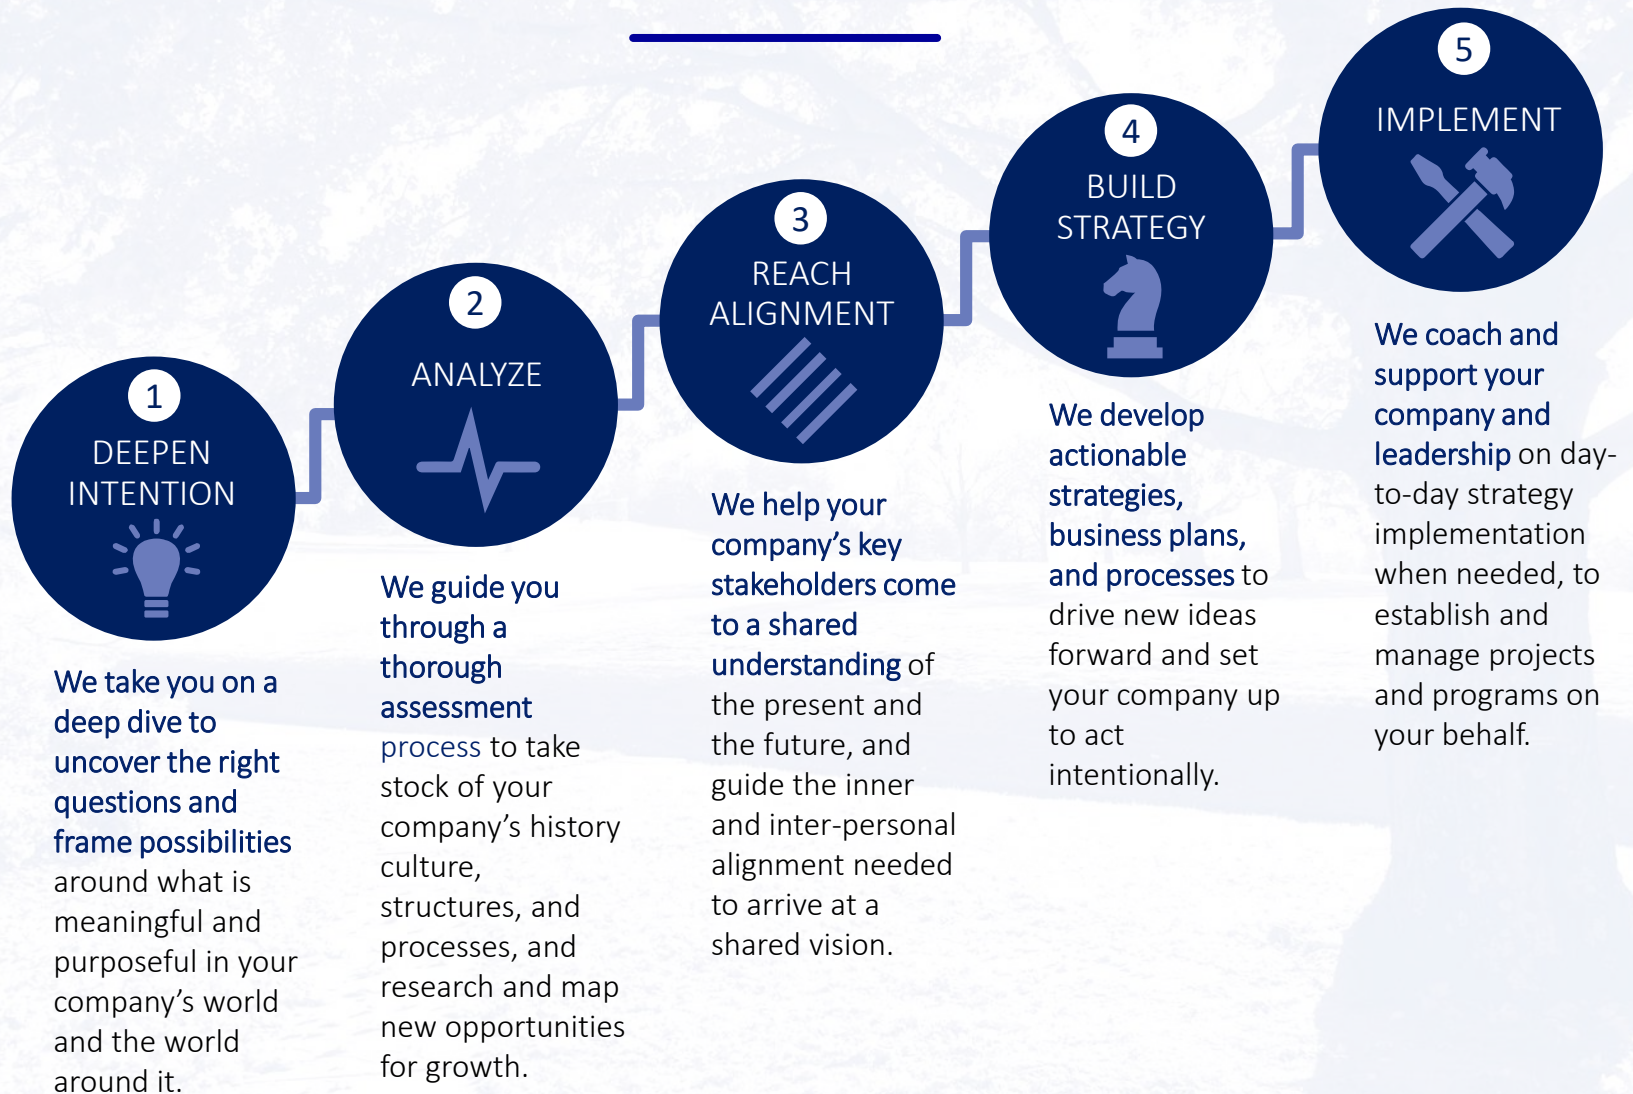 1
DEEPEN
INTENTION
We take you on a
deep dive to
uncover the right
questions and
frame possibilities
around what is
meaningful and
purposeful in your
company’s world
and the world
around it.
2
ANALYZE
We guide you
through a
thorough
assessment
process to take
stock of your
company’s history
culture,
structures, and
processes, and
research and map
new opportunities
for growth.
3
REACH
ALIGNMENT
We help your
company’s key
stakeholders come
to a shared
understanding of
the present and
the future, and
guide the inner
and inter-personal
alignment needed
to arrive at a
shared vision.
4
BUILD
STRATEGY
We develop
actionable
strategies,
business plans,
and processes to
drive new ideas
forward and set
your company up
to act
intentionally.
5
IMPLEMENT
We coach and
support your
company and
leadership on day-
to-day strategy
implementation
when needed, to
establish and
manage projects
and programs on
your behalf.